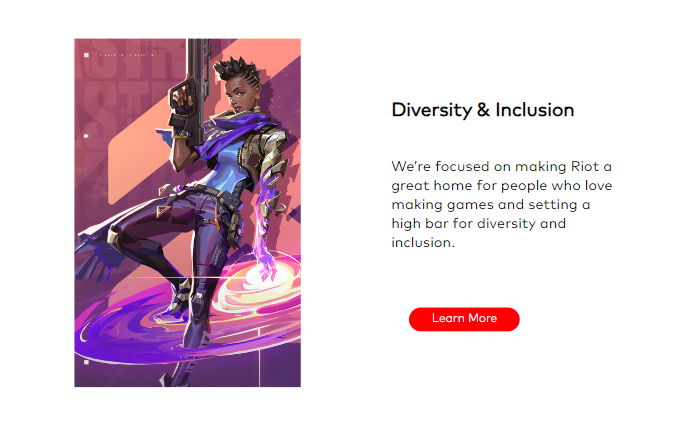 Diversity & Inclusion
We're focused on making Riot a
great home for people who love
making games and setting a
high bar for diversity and
inclusion.
Learn More